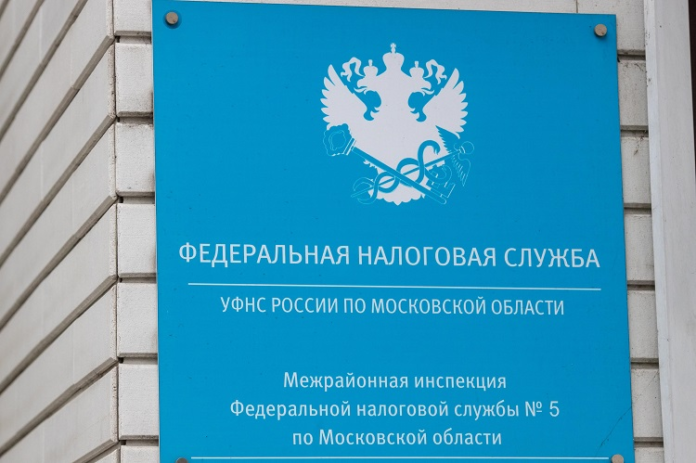 ФЕДЕРАЛЬНАЯ НАЛОГОВАЯ СЛУЖБА
УФНС РОССИИ ПО МОСКОВСКОЙ ОБЛАСТИ
Межрайонная инспекция
Федеральной налоговой службы № 5
по Московской области